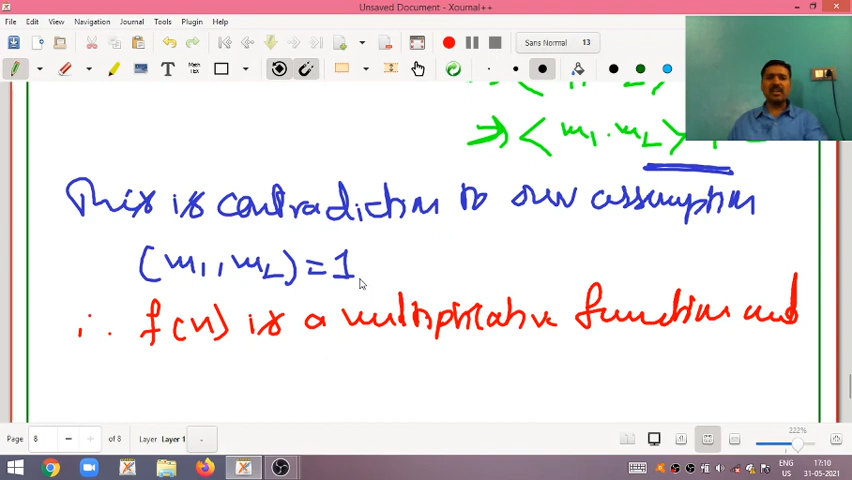 Unsaved Document - Xournal++
File Edit View Navigation Journal Tools Plugin Help
Sans Normal 13
⇒ < m1 . m2 >
This is contradiction to our assumption
(m1, m2) = 1
∴ f(n) is a multiplicative function and
Page 8 of 8 Layer Layer 1 222%
ENG US 17:10 31-05-2021